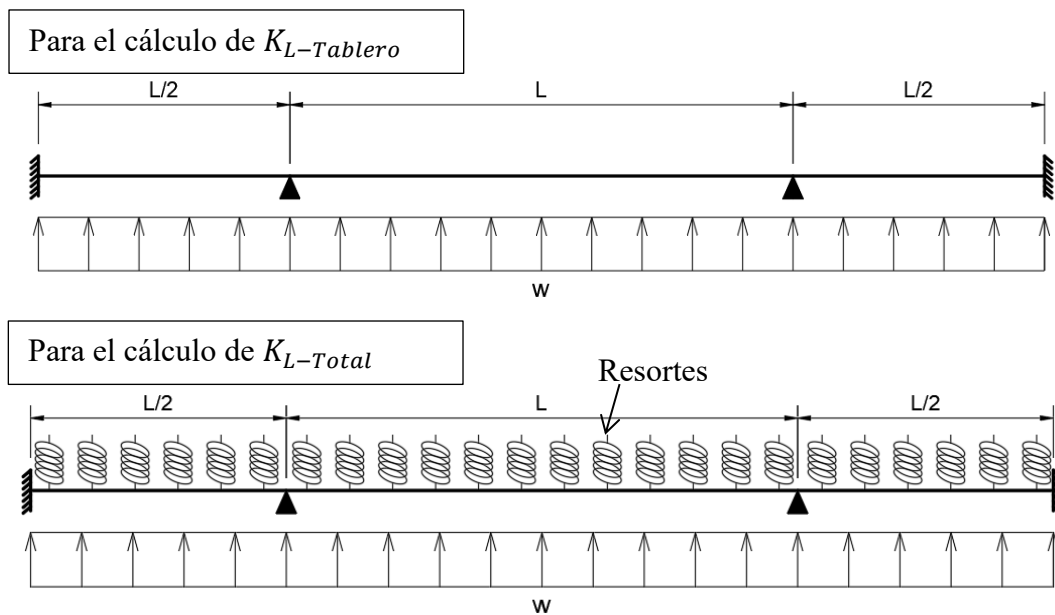 Para el cálculo de K_{L-Tablero}
L/2 L L/2
w
Para el cálculo de K_{L-Total}
Resortes
L/2 L L/2
w